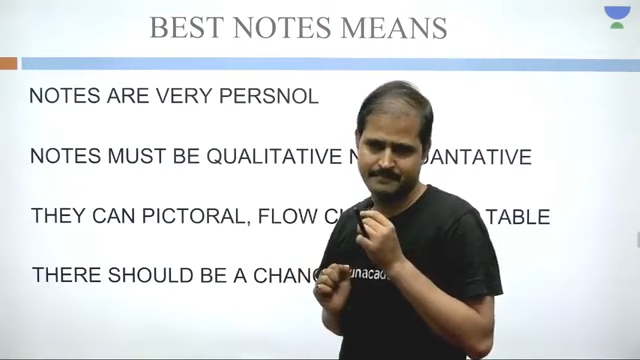 BEST NOTES MEANS
NOTES ARE VERY PERSNOL
NOTES MUST BE QUALITATIVE
THEY CAN PICTORAL, FLOW TABLE
THERE SHOULD BE A
unacad